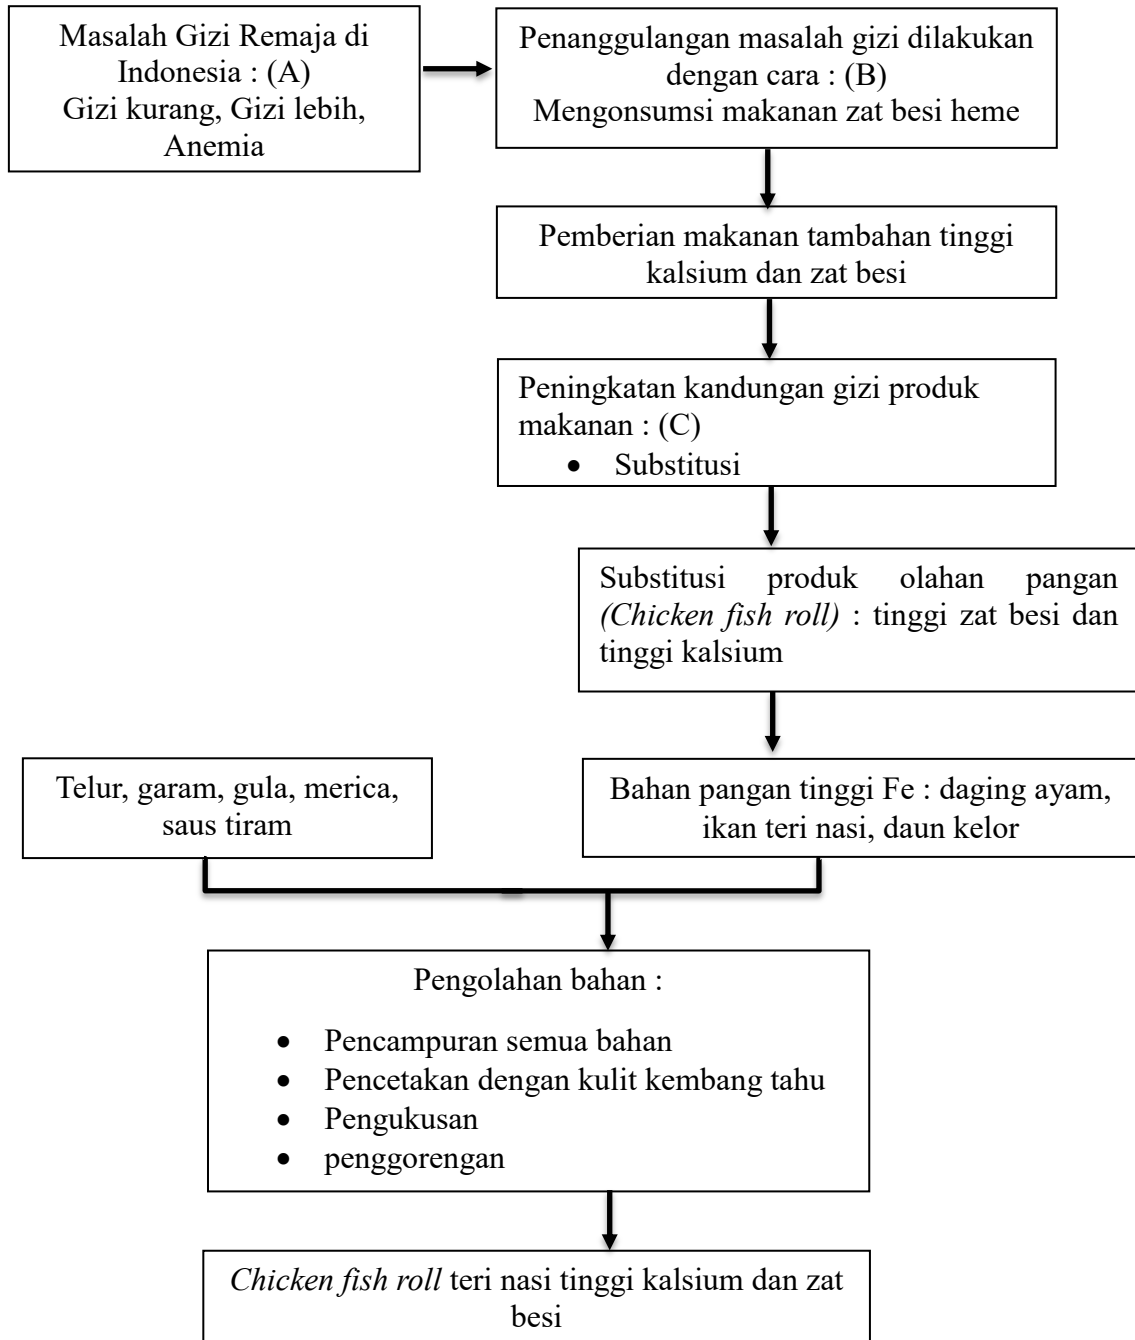 Masalah Gizi Remaja di
Indonesia : (A)
Gizi kurang, Gizi lebih,
Anemia
Penanggulangan masalah gizi dilakukan
dengan cara : (B)
Mengonsumsi makanan zat besi heme
Pemberian makanan tambahan tinggi
kalsium dan zat besi
Peningkatan kandungan gizi produk
makanan : (C)
• Substitusi
Substitusi produk olahan pangan
(Chicken fish roll) : tinggi zat besi dan
tinggi kalsium
Telur, garam, gula, merica,
saus tiram
Bahan pangan tinggi Fe : daging ayam,
ikan teri nasi, daun kelor
Pengolahan bahan :
• Pencampuran semua bahan
• Pencetakan dengan kulit kembang tahu
• Pengukusan
• penggorengan
Chicken fish roll teri nasi tinggi kalsium dan zat
besi